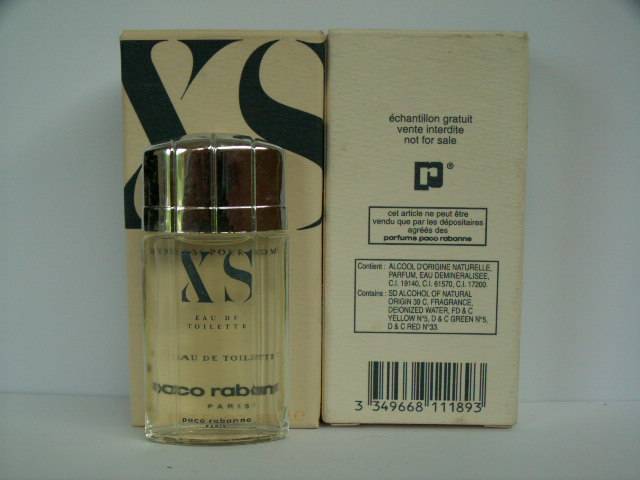 XS
XS
EAU DE
TOILETTE
EAU DE TOILETTE
paco raban
PARIS
paco rabanne
PARIS
échantillon gratuit
vente interdite
not for sale
®
cet article ne peut être
vendu que par les dépositaires
agréés des
parfums paco rabanne
Contient : ALCOOL D'ORIGINE NATURELLE,
PARFUM, EAU DEMINERALISEE,
C.I. 19140, C.I. 61570, C.I. 17200.
Contains : SD ALCOHOL OF NATURAL
ORIGIN 39 C, FRAGRANCE,
DEIONIZED WATER, FD & C
YELLOW N°5, D & C GREEN N°5,
D & C RED N°33.
3 349668 111893